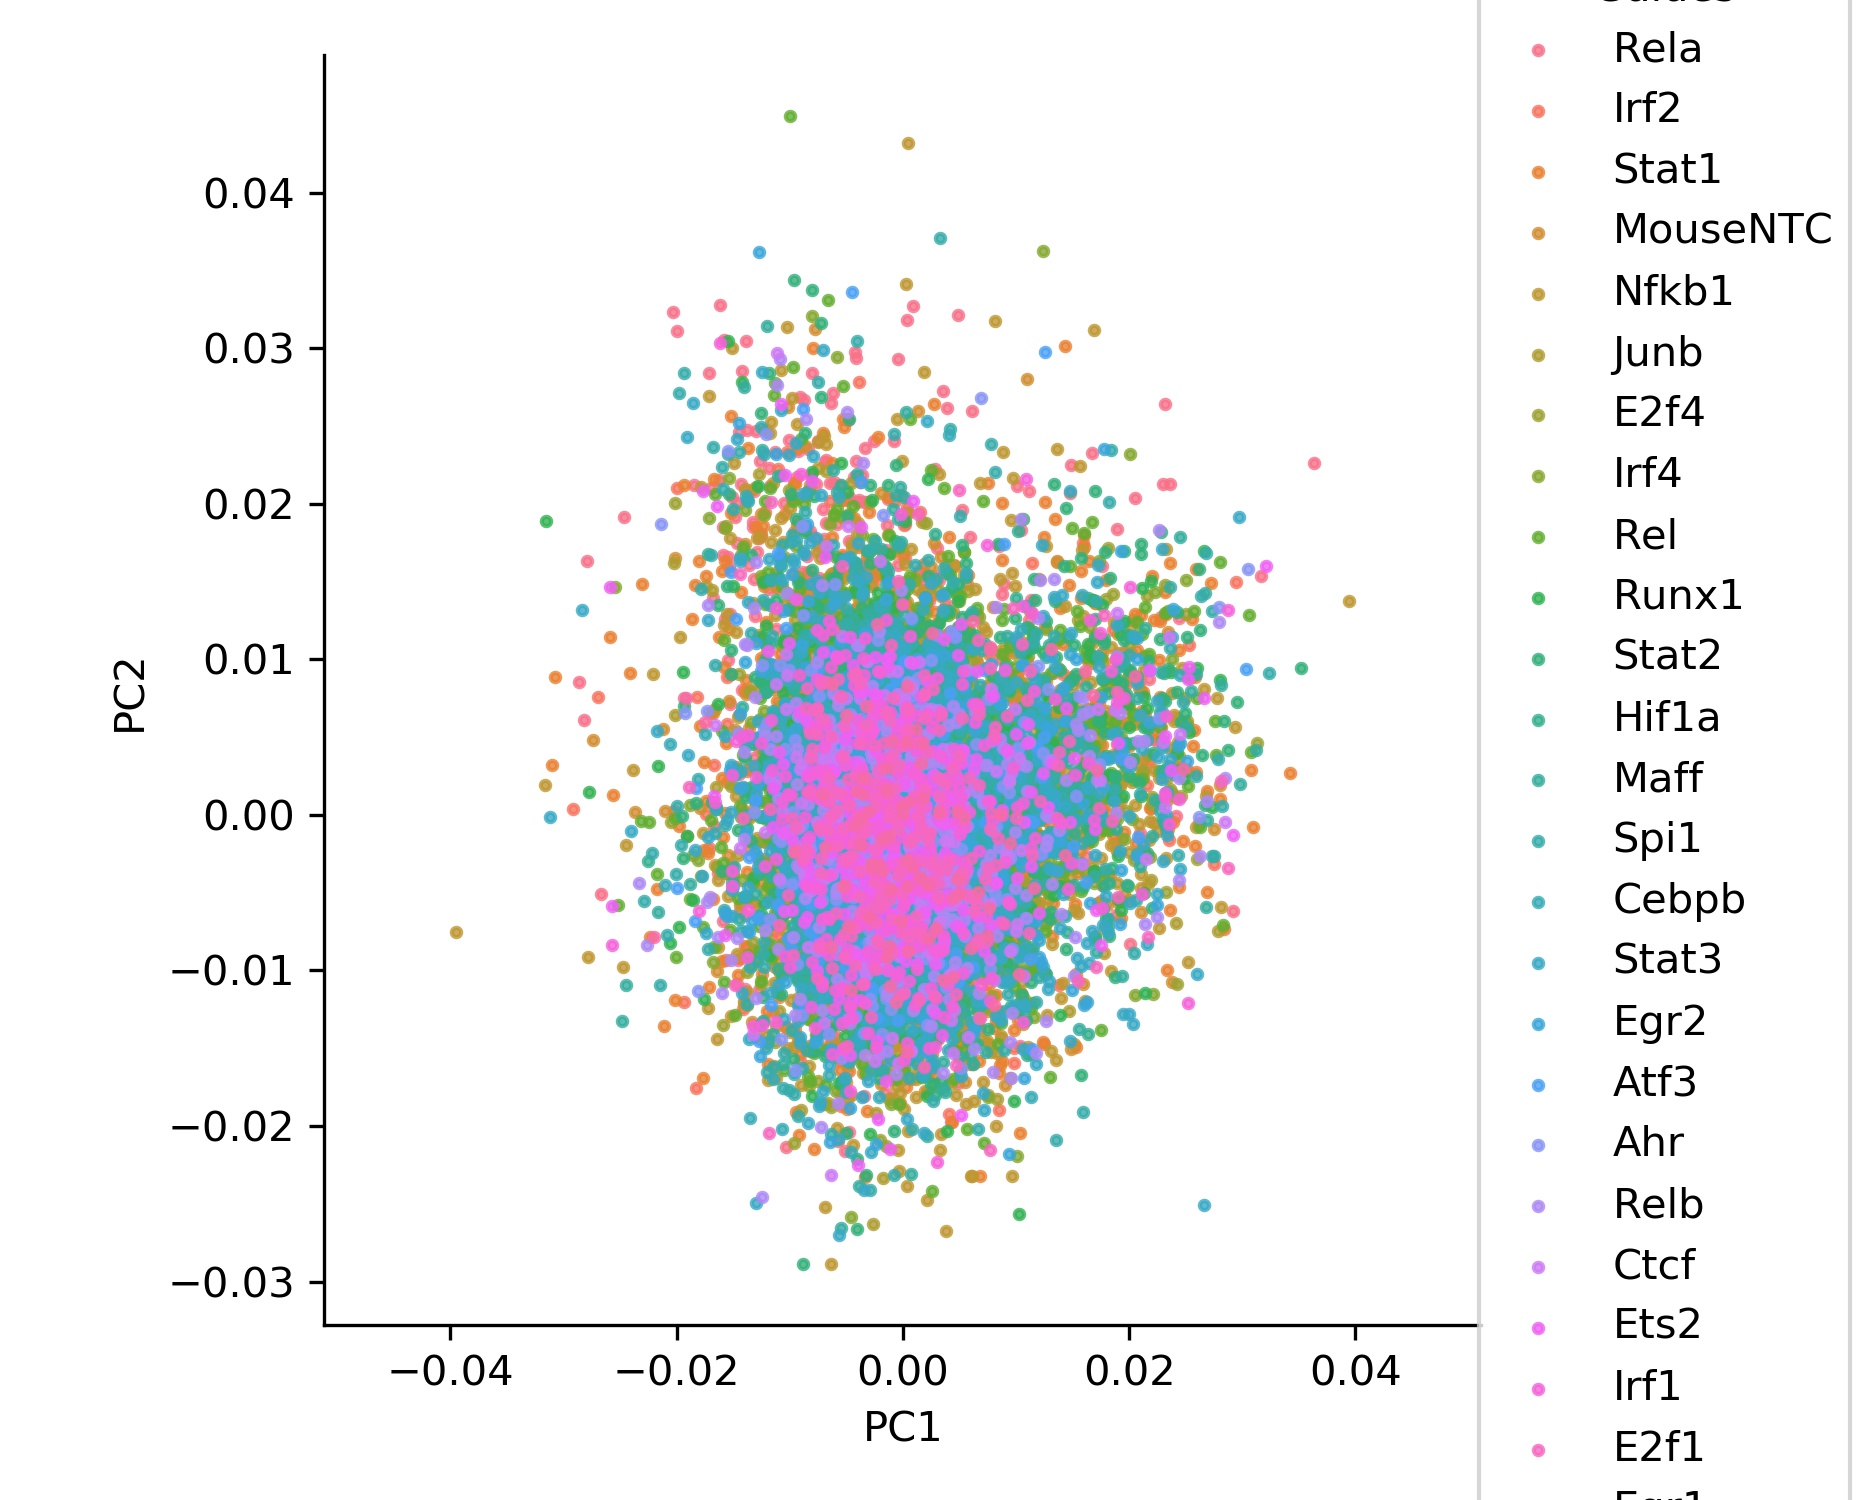 0.04
0.03
0.02
0.01
0.00
−0.01
−0.02
−0.03
PC2
−0.04
−0.02
0.00
0.02
0.04
PC1
Rela
Irf2
Stat1
MouseNTC
Nfkb1
Junb
E2f4
Irf4
Rel
Runx1
Stat2
Hif1a
Maff
Spi1
Cebpb
Stat3
Egr2
Atf3
Ahr
Relb
Ctcf
Ets2
Irf1
E2f1